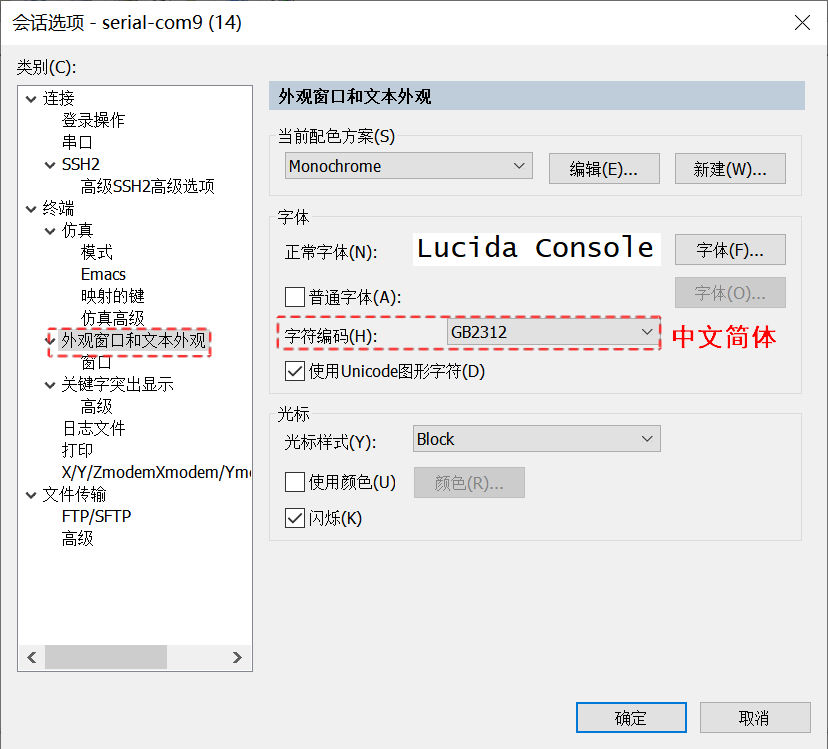 会话选项 - serial-com9 (14)
类别(C):
连接
登录操作
串口
SSH2
高级SSH2高级选项
终端
仿真
模式
Emacs
映射的键
仿真高级
外观窗口和文本外观
窗口
关键字突出显示
高级
日志文件
打印
X/Y/ZmodemXmodem/Ymo
文件传输
FTP/SFTP
高级
外观窗口和文本外观
当前配色方案(S)
Monochrome
编辑(E)...
新建(W)...
字体
正常字体(N):
Lucida Console
字体(F)...
普通字体(A):
字体(O)...
字符编码(H):
GB2312
中文简体
使用Unicode图形字符(D)
光标
光标样式(Y):
Block
使用颜色(U)
颜色(R)...
闪烁(K)
确定
取消